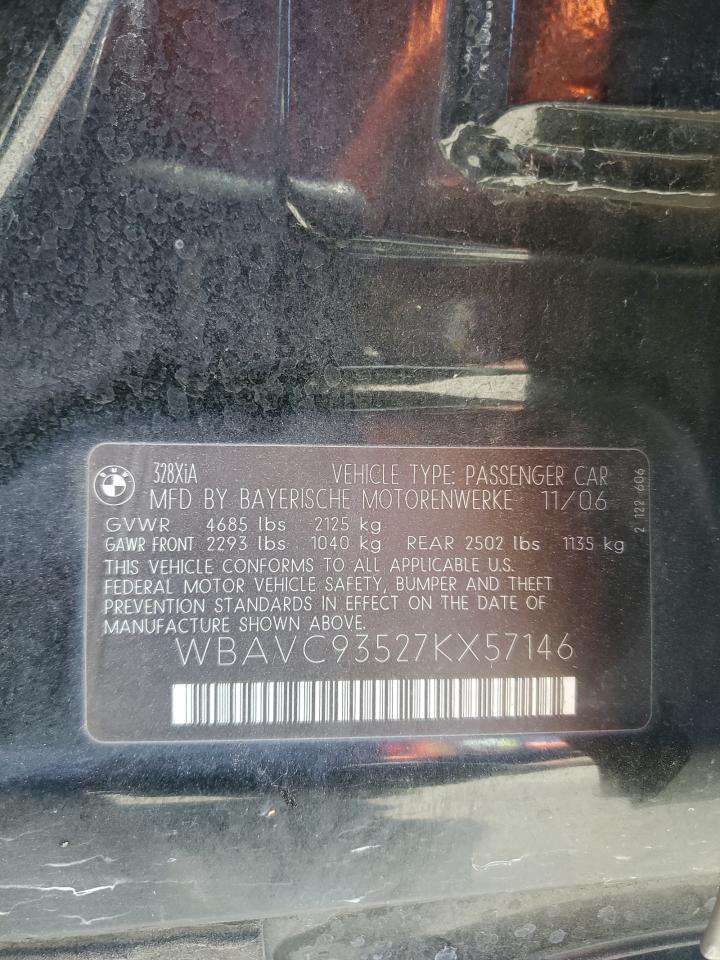 328XiA VEHICLE TYPE: PASSENGER CAR
MFD BY BAYERISCHE MOTORENWERKE 11/06
GVWR 4685 lbs 2125 kg
GAWR FRONT 2293 lbs 1040 kg REAR 2502 lbs 1135 kg
THIS VEHICLE CONFORMS TO ALL APPLICABLE U.S.
FEDERAL MOTOR VEHICLE SAFETY, BUMPER AND THEFT
PREVENTION STANDARDS IN EFFECT ON THE DATE OF
MANUFACTURE SHOWN ABOVE.
WBAVC93527KX57146
2 122 606
BMW